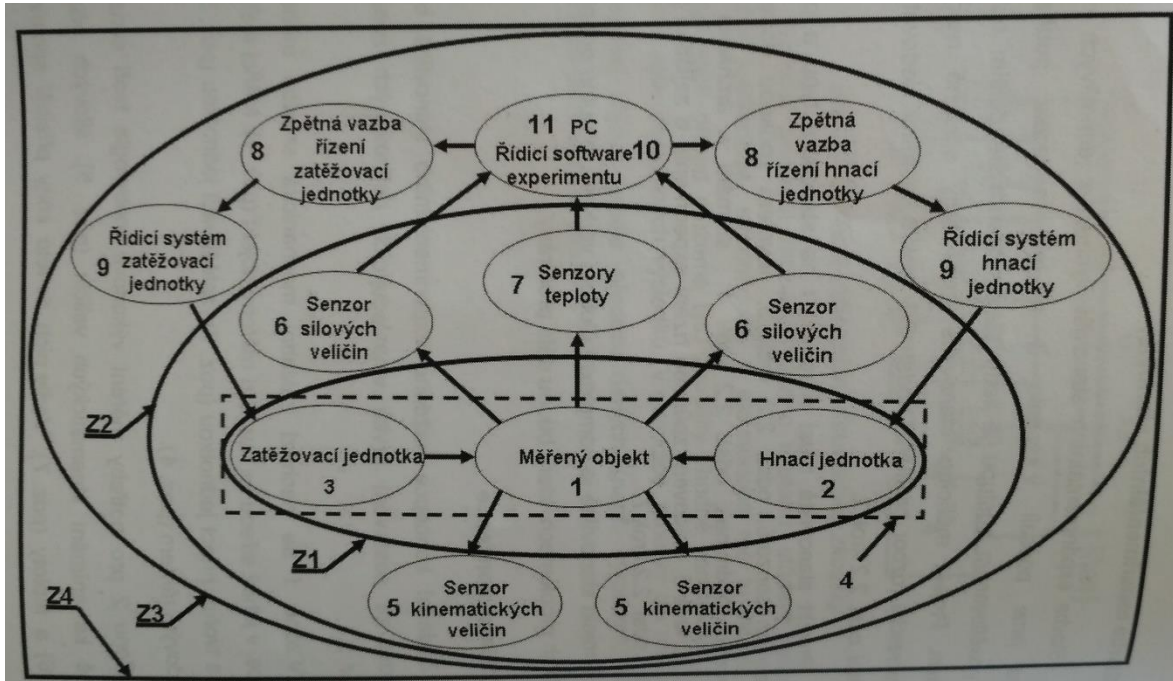 11 PC
Řídicí software 10
experimentu
8 Zpětná vazba
řízení
zatěžovací
jednotky
Zpětná
8 vazba
řízení hnací
jednotky
Řídicí systém
9 zatěžovací
jednotky
Řídicí systém
9 hnací
jednotky
Senzor
6 silových
veličin
7 Senzory
teploty
Senzor
6 silových
veličin
Z2
Zatěžovací jednotka
3
Měřený objekt
1
Hnací jednotka
2
Z1
4
Z4
Z3
Senzor
5 kinematických
veličin
Senzor
5 kinematických
veličin